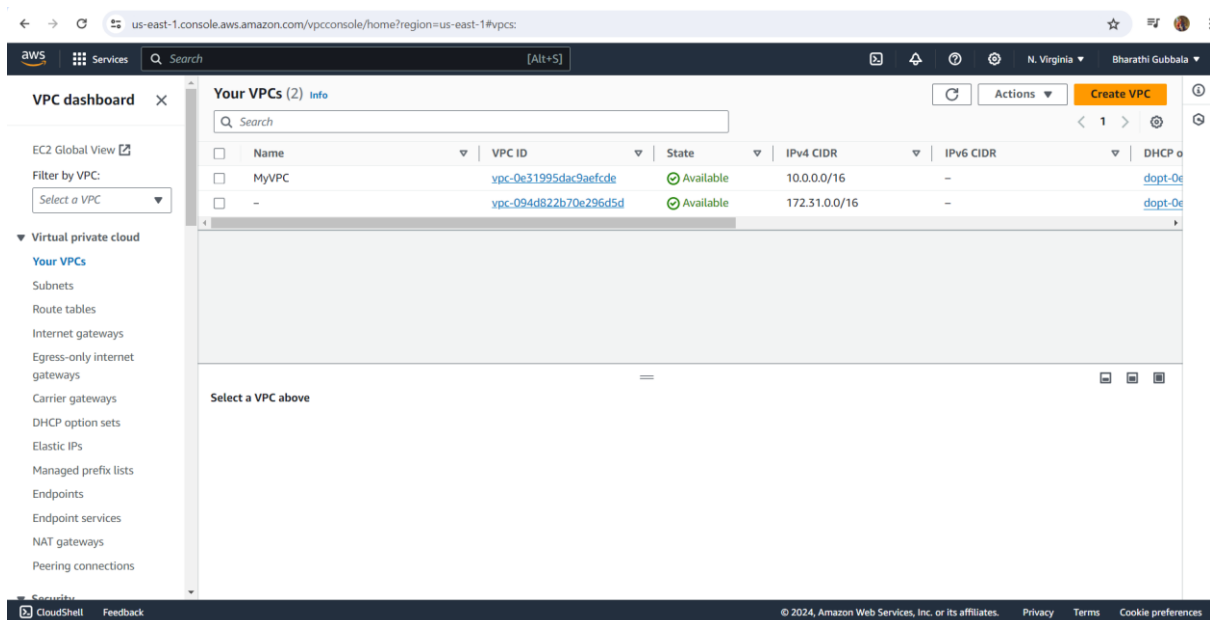 us-east-1.console.aws.amazon.com/vpcconsole/home?region=us-east-1#vpcs:
aws Services Search [Alt+S] N. Virginia Bharathi Gubbala
VPC dashboard
EC2 Global View
Filter by VPC:
Select a VPC
Virtual private cloud
Your VPCs
Subnets
Route tables
Internet gateways
Egress-only internet
gateways
Carrier gateways
DHCP option sets
Elastic IPs
Managed prefix lists
Endpoints
Endpoint services
NAT gateways
Peering connections
Security
Your VPCs (2) Info Actions Create VPC
Search 1
Name VPC ID State IPv4 CIDR IPv6 CIDR DHCP o
MyVPC vpc-0e31995dac9aefcde Available 10.0.0.0/16 – dopt-0e
– vpc-094d822b70e296d5d Available 172.31.0.0/16 – dopt-0e
Select a VPC above
CloudShell Feedback © 2024, Amazon Web Services, Inc. or its affiliates. Privacy Terms Cookie preferences